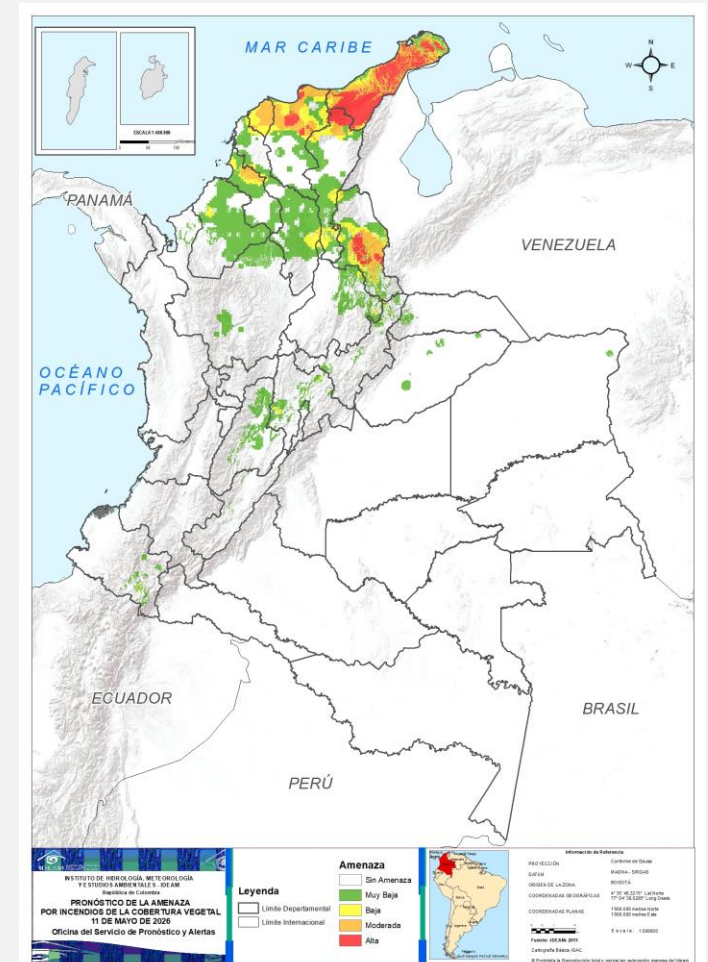 MAR CARIBE
N
W
E
S
ESCALA 1:400.000
PANAMÁ
VENEZUELA
OCÉANO
PACÍFICO
ECUADOR
BRASIL
PERÚ
INSTITUTO DE HIDROLOGÍA, METEOROLOGÍA
Y ESTUDIOS AMBIENTALES - IDEAM
República de Colombia
PRONÓSTICO DE LA AMENAZA
POR INCENDIOS DE LA COBERTURA VEGETAL
11 DE MAYO DE 2026
Oficina del Servicio de Pronóstico y Alertas
Leyenda
Límite Departamental
Límite Internacional
Amenaza
Sin Amenaza
Muy Baja
Baja
Moderada
Alta
Información de Referencia
PROYECCIÓN
Conforme de Gauss
DATUM
MAGNA - SIRGAS
ORIGEN DE LA ZONA
BOGOTÁ
COORDENADAS GEOGRÁFICAS
COORDENADAS PLANAS
1'000.000 metros Norte
1'000.000 metros Este
Fuente: IDEAM
Cartografía Básica: IGAC